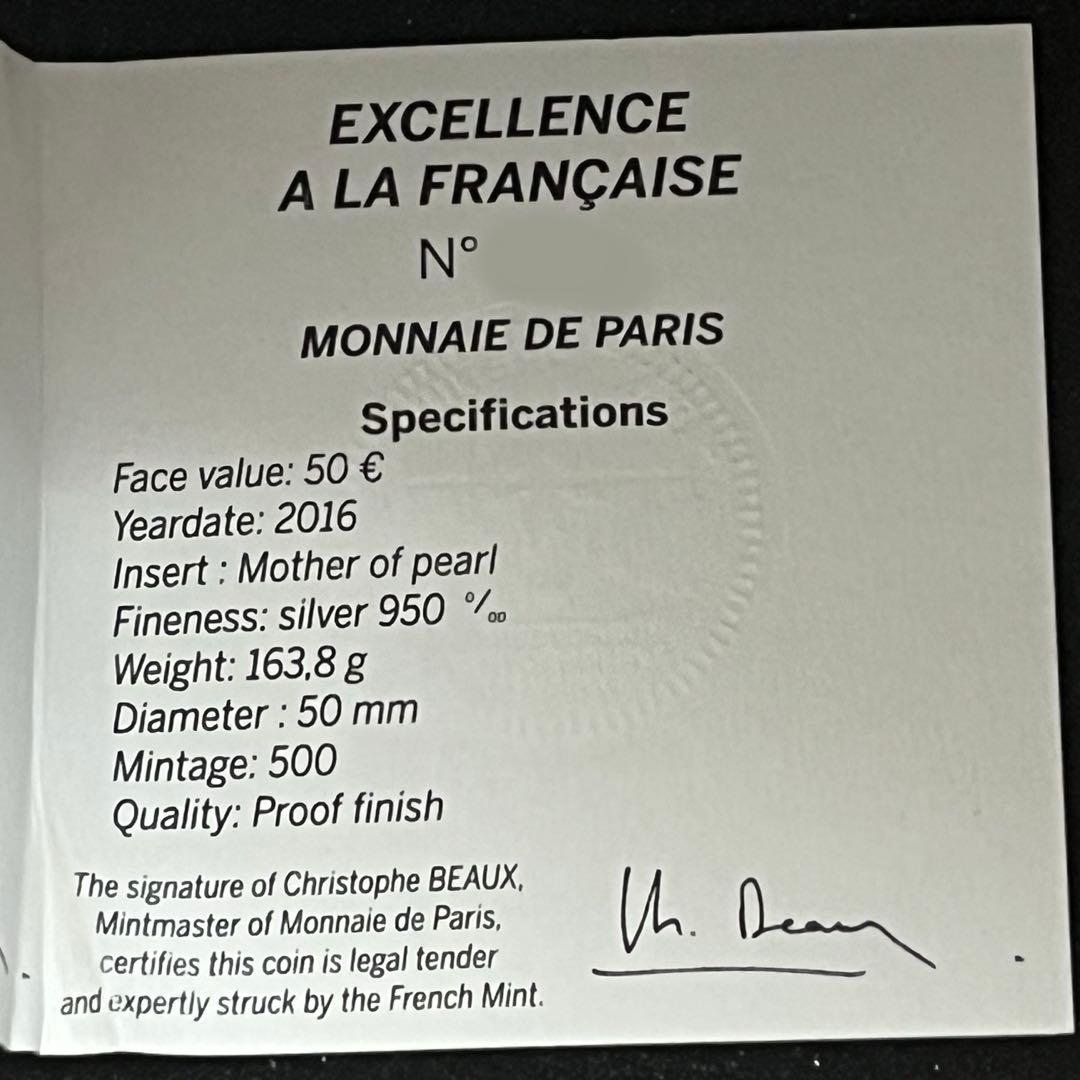 EXCELLENCE
A LA FRANÇAISE
N°
MONNAIE DE PARIS
Specifications
Face value: 50 €
Yeardate: 2016
Insert : Mother of pearl
Fineness: silver 950 ‰
Weight: 163,8 g
Diameter : 50 mm
Mintage: 500
Quality: Proof finish
The signature of Christophe BEAUX,
Mintmaster of Monnaie de Paris,
certifies this coin is legal tender
and expertly struck by the French Mint.
Ch. Beaux